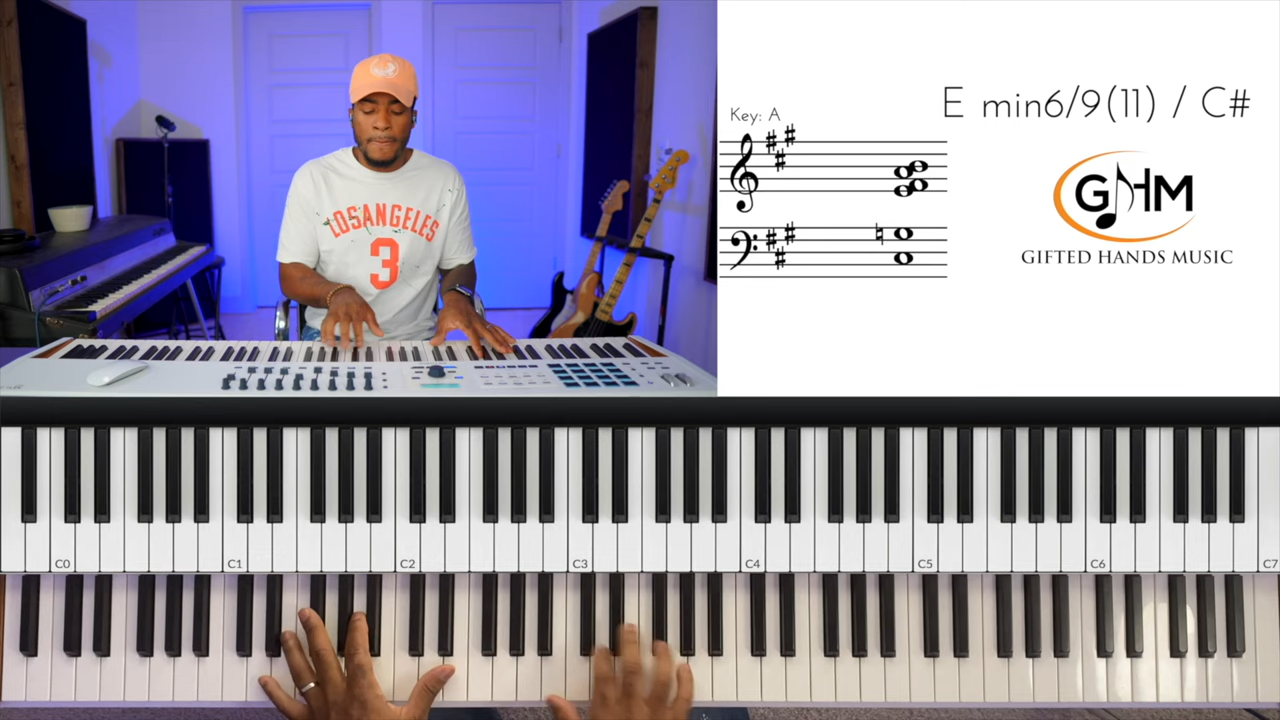 LOS ANGELES
3
Key: A
E min6/9(11) / C#
GHM
GIFTED HANDS MUSIC
C0
C1
C2
C3
C4
C5
C6
C7